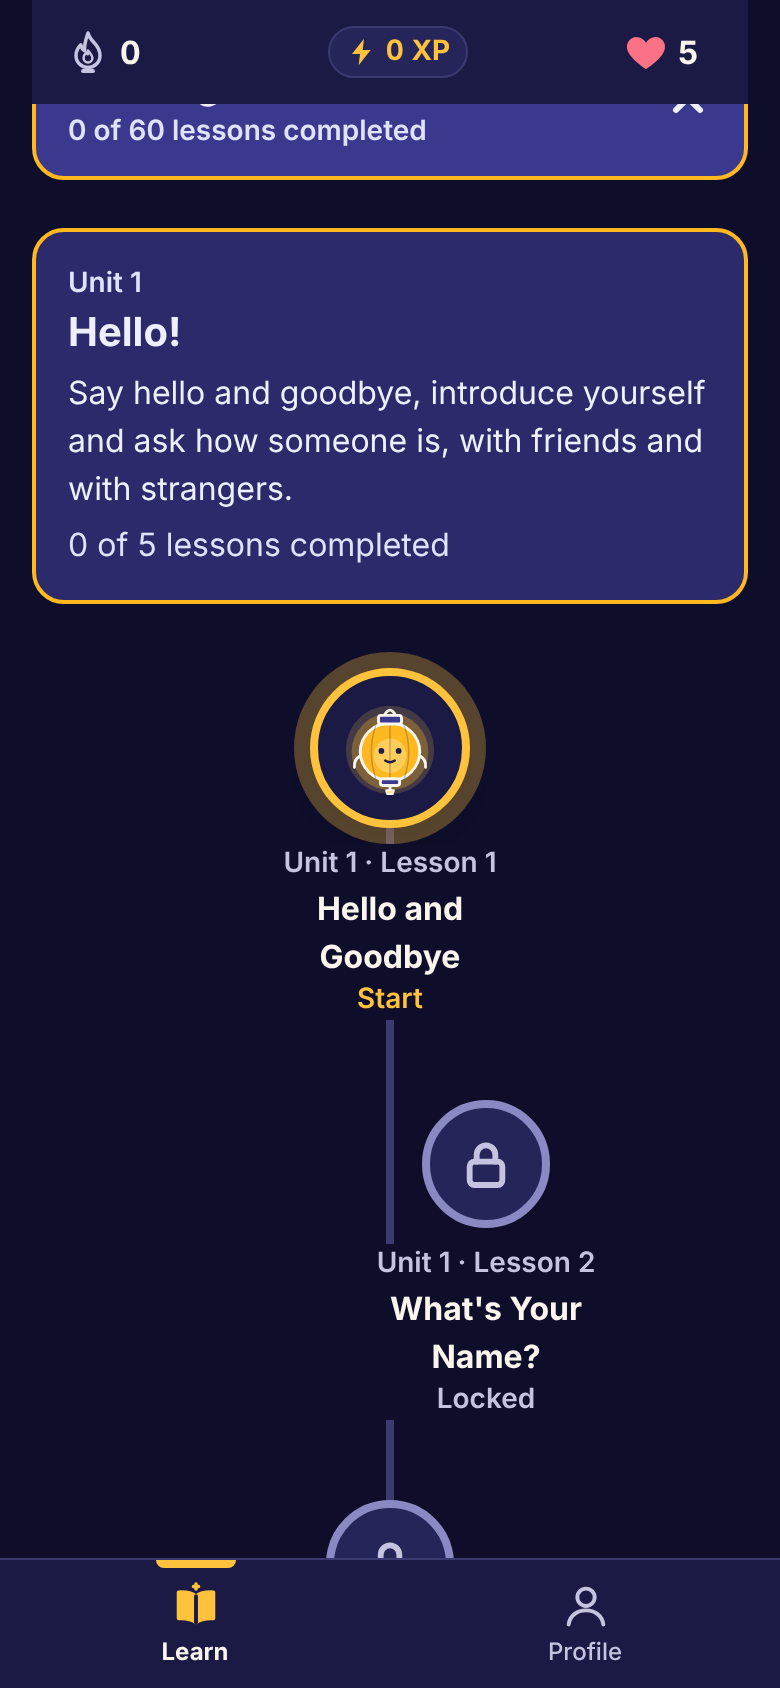 0
0 XP
5
0 of 60 lessons completed
Unit 1
Hello!
Say hello and goodbye, introduce yourself
and ask how someone is, with friends and
with strangers.
0 of 5 lessons completed
Unit 1 · Lesson 1
Hello and
Goodbye
Start
Unit 1 · Lesson 2
What's Your
Name?
Locked
Learn
Profile